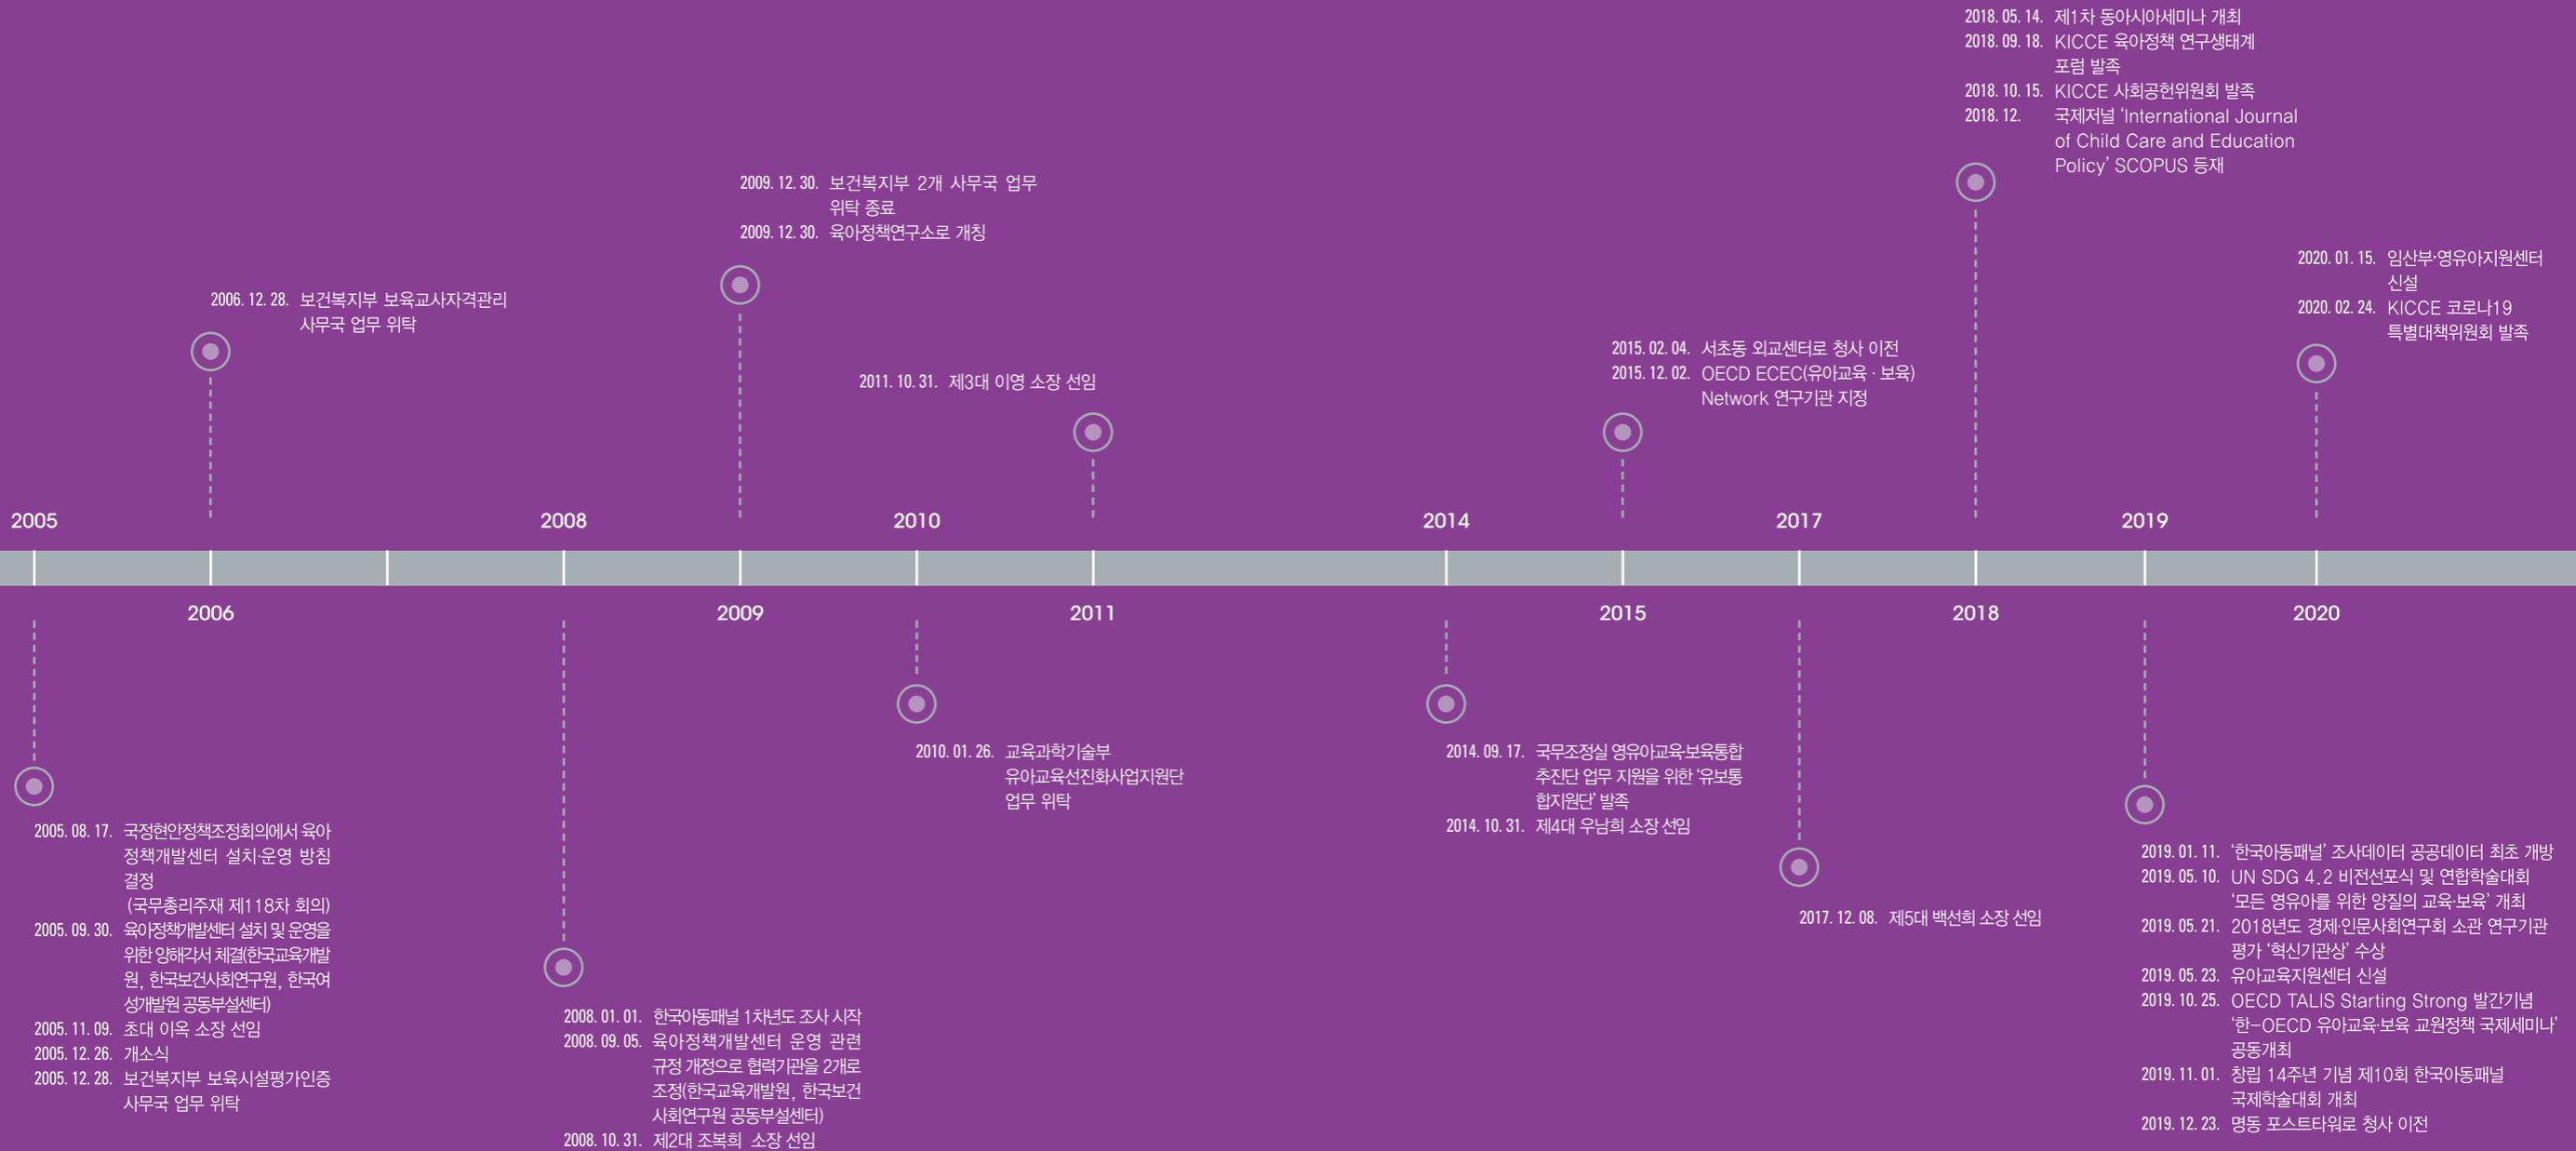 2018. 05. 14. 제1차 동아시아세미나 개최
2018. 09. 18. KICCE 육아정책 연구생태계
포럼 발족
2018. 10. 15. KICCE 사회공헌위원회 발족
2018. 12. 국제저널 ‘International Journal
of Child Care and Education
Policy’ SCOPUS 등재
2009. 12. 30. 보건복지부 2개 사무국 업무
위탁 종료
2009. 12. 30. 육아정책연구소로 개칭
2020. 01. 15. 임산부·영유아지원센터
신설
2020. 02. 24. KICCE 코로나19
특별대책위원회 발족
2006. 12. 28. 보건복지부 보육교사자격관리
사무국 업무 위탁
2015. 02. 04. 서초동 외교센터로 청사 이전
2015. 12. 02. OECD ECEC(유아교육 · 보육)
Network 연구기관 지정
2011. 10. 31. 제3대 이영 소장 선임
2005 2008 2010 2014 2017 2019
2006 2009 2011 2015 2018 2020
2005. 08. 17. 국정현안정책조정회의에서 육아
정책개발센터 설치·운영 방침
결정
(국무총리주재 제118차 회의)
2005. 09. 30. 육아정책개발센터 설치 및 운영을
위한 양해각서 체결(한국교육개발
원, 한국보건사회연구원, 한국여
성개발원 공동부설센터)
2005. 11. 09. 초대 이옥 소장 선임
2005. 12. 26. 개소식
2005. 12. 28. 보건복지부 보육시설평가인증
사무국 업무 위탁
2008. 01. 01. 한국아동패널 1차년도 조사 시작
2008. 09. 05. 육아정책개발센터 운영 관련
규정 개정으로 협력기관을 2개로
조정(한국교육개발원, 한국보건
사회연구원 공동부설센터)
2008. 10. 31. 제2대 조복희 소장 선임
2010. 01. 26. 교육과학기술부
유아교육선진화사업지원단
업무 위탁
2014. 09. 17. 국무조정실 영유아교육·보육통합
추진단 업무 지원을 위한 ‘유보통
합지원단’ 발족
2014. 10. 31. 제4대 우남희 소장 선임
2017. 12. 08. 제5대 백선희 소장 선임
2019. 01. 11. ‘한국아동패널’ 조사데이터 공공데이터 최초 개방
2019. 05. 10. UN SDG 4.2 비전선포식 및 연합학술대회
‘모든 영유아를 위한 양질의 교육·보육’ 개최
2019. 05. 21. 2018년도 경제·인문사회연구회 소관 연구기관
평가 ‘혁신기관상’ 수상
2019. 05. 23. 유아교육지원센터 신설
2019. 10. 25. OECD TALIS Starting Strong 발간기념
‘한-OECD 유아교육·보육 교원정책 국제세미나’
공동개최
2019. 11. 01. 창립 14주년 기념 제10회 한국아동패널
국제학술대회 개최
2019. 12. 23. 명동 포스트타워로 청사 이전